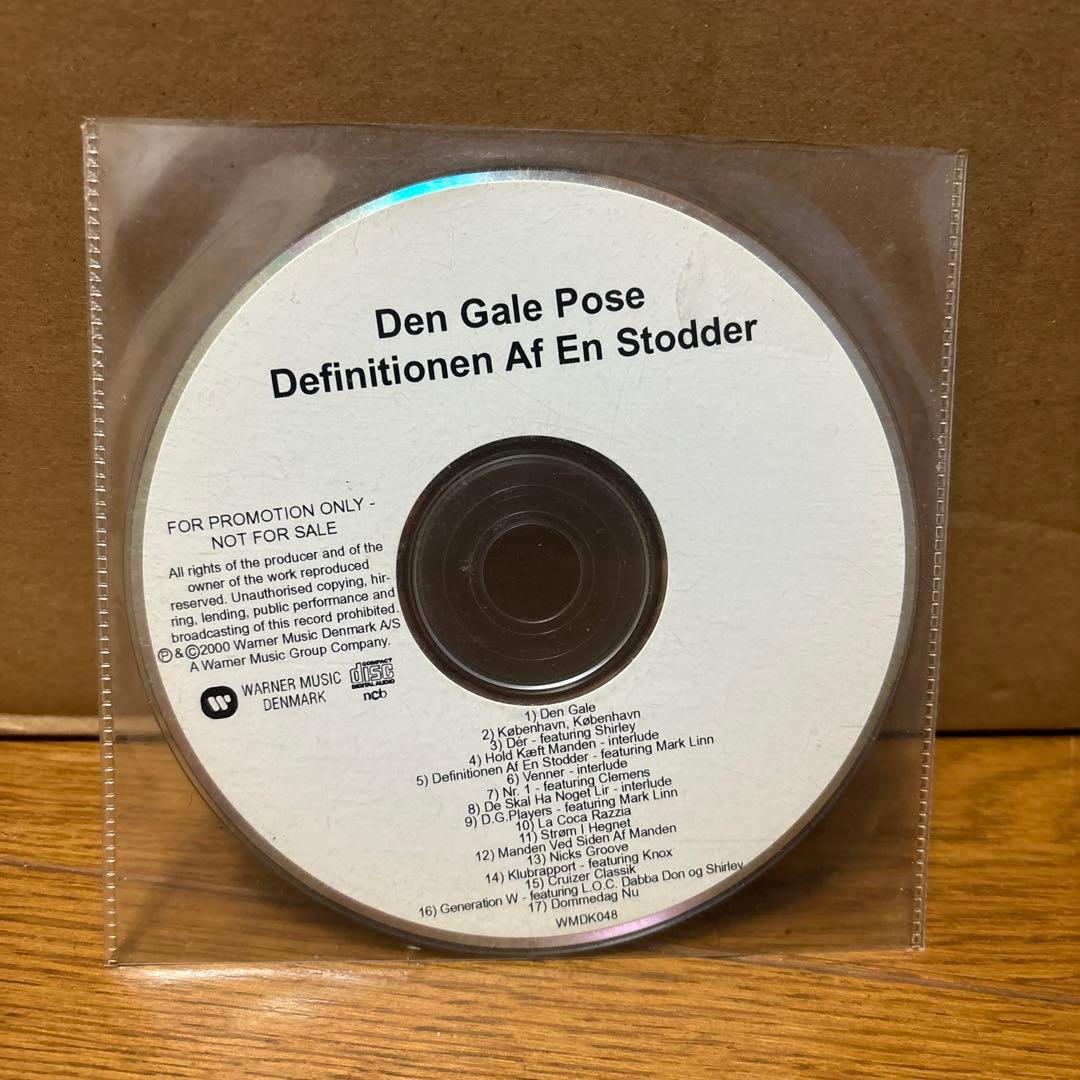 Den Gale Pose
Definitionen Af En Stodder
FOR PROMOTION ONLY -
NOT FOR SALE
All rights of the producer and of the
owner of the work reproduced
reserved. Unauthorised copying, hir-
ring, lending, public performance and
broadcasting of this record prohibited.
℗ & ©2000 Warner Music Denmark A/S
A Warner Music Group Company.
WARNER MUSIC
DENMARK
COMPACT
disc
DIGITAL AUDIO
ncb
1) Den Gale
2) København, København
3) Dér - featuring Shirley
4) Hold Kæft Manden - interlude
5) Definitionen Af En Stodder - featuring Mark Linn
6) Venner - interlude
7) Nr. 1 - featuring Clemens
8) De Skal Ha Noget Lir - interlude
9) D.G.Players - featuring Mark Linn
10) La Coca Razzia
11) Strøm I Hegnet
12) Manden Ved Siden Af Manden
13) Nicks Groove
14) Klubrapport - featuring Knox
15) Cruizer Classik
16) Generation W - featuring L.O.C. Dabba Don og Shirley
17) Dommedag Nu
WMDK048